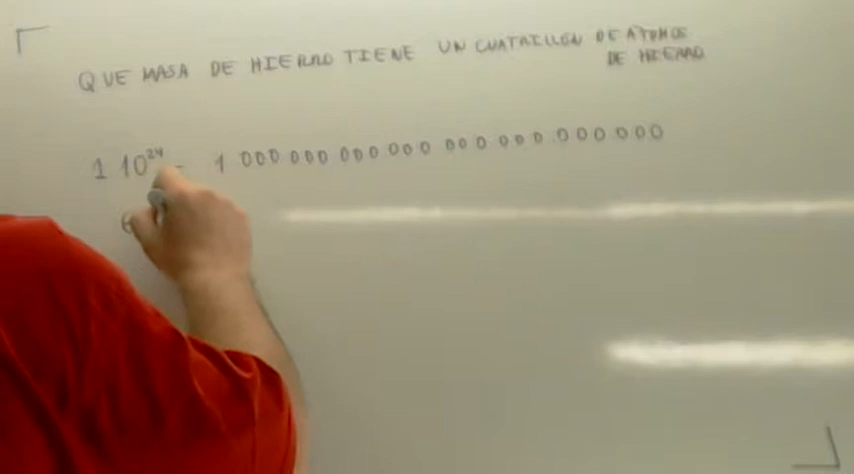 QUE MASA DE HIERRO TIENE UN CUATRILLON DE ATOMOS
DE HIERRO
1 10²⁴ - 1 000 000 000 000 000 000 000 000